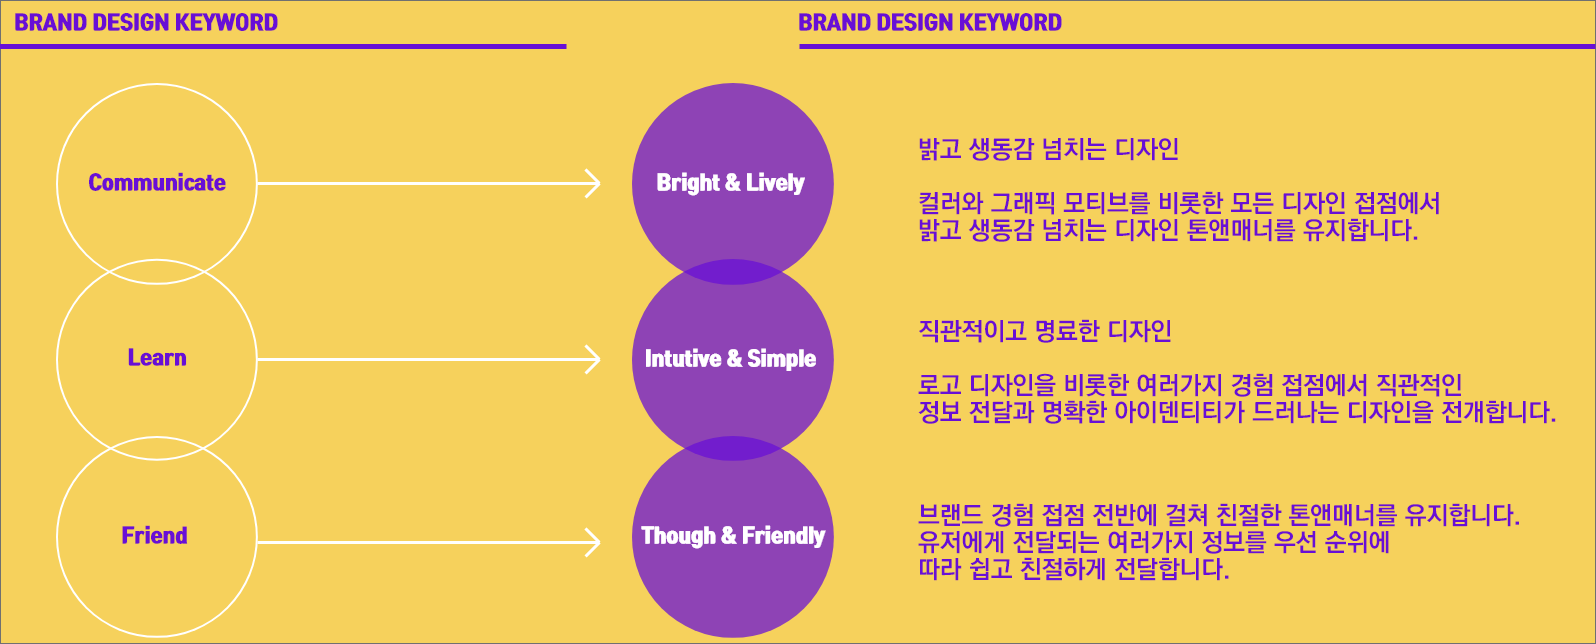 BRAND DESIGN KEYWORD
BRAND DESIGN KEYWORD
Communicate
Bright & Lively
밝고 생동감 넘치는 디자인
컬러와 그래픽 모티브를 비롯한 모든 디자인 접점에서
밝고 생동감 넘치는 디자인 톤앤매너를 유지합니다.
Learn
Intutive & Simple
직관적이고 명료한 디자인
로고 디자인을 비롯한 여러가지 경험 접점에서 직관적인
정보 전달과 명확한 아이덴티티가 드러나는 디자인을 전개합니다.
Friend
Though & Friendly
브랜드 경험 접점 전반에 걸쳐 친절한 톤앤매너를 유지합니다.
유저에게 전달되는 여러가지 정보를 우선 순위에
따라 쉽고 친절하게 전달합니다.